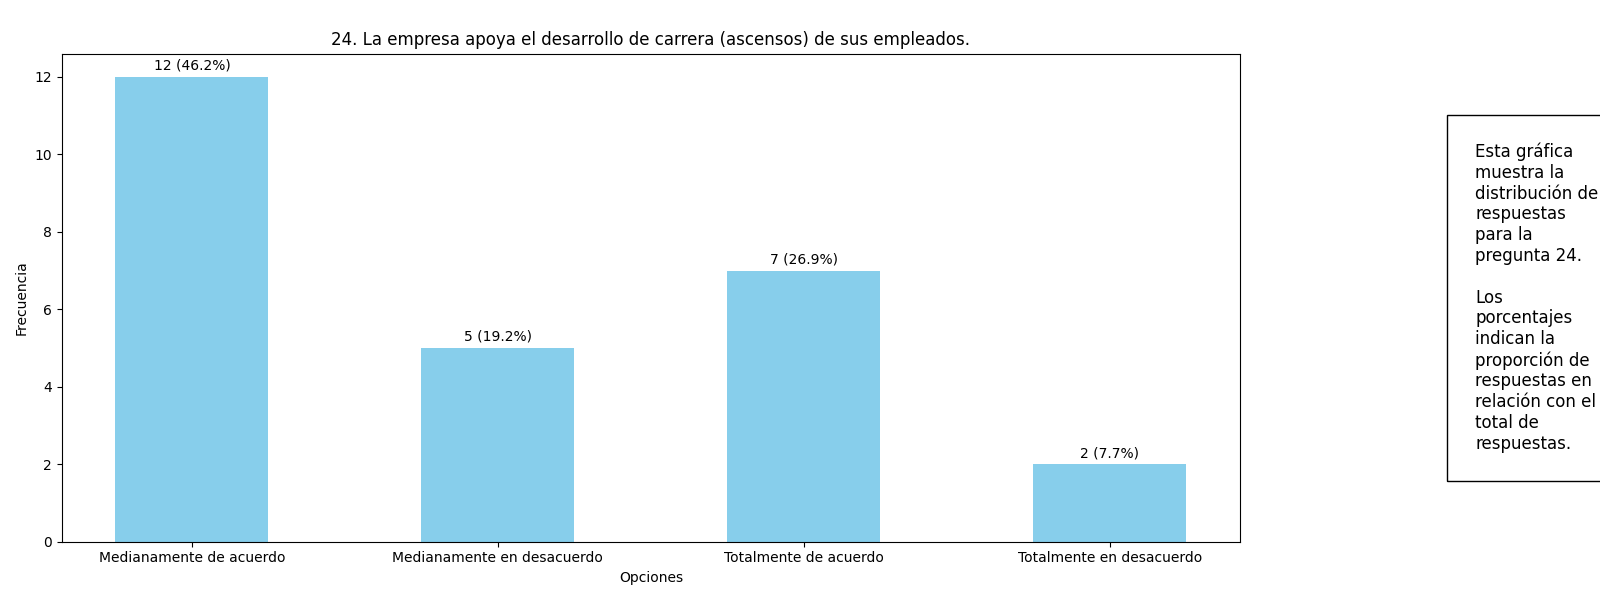 24. La empresa apoya el desarrollo de carrera (ascensos) de sus empleados.
12 (46.2%)
5 (19.2%)
7 (26.9%)
2 (7.7%)
12
10
8
6
4
2
0
Frecuencia
Medianamente de acuerdo
Medianamente en desacuerdo
Totalmente de acuerdo
Totalmente en desacuerdo
Opciones
Esta gráfica
muestra la
distribución de
respuestas
para la
pregunta 24.
Los
porcentajes
indican la
proporción de
respuestas en
relación con el
total de
respuestas.